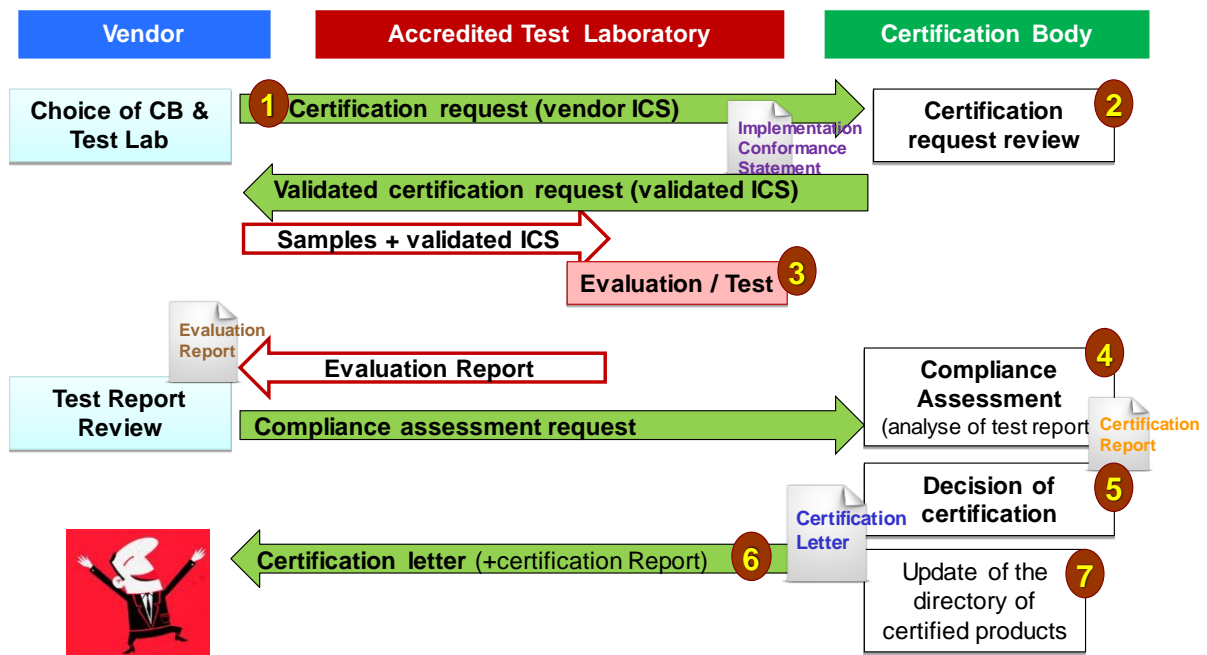 Vendor
Accredited Test Laboratory
Certification Body
Choice of CB &
Test Lab
1
Certification request (vendor ICS)
Implementation
Conformance
Statement
Certification
request review
2
Validated certification request (validated ICS)
Samples + validated ICS
Evaluation / Test
3
Evaluation
Report
Evaluation Report
Compliance
Assessment
(analyse of test report
4
Test Report
Review
Compliance assessment request
Certification
Report
Decision of
certification
5
Certification
Letter
Certification letter (+certification Report)
6
Update of the
directory of
certified products
7